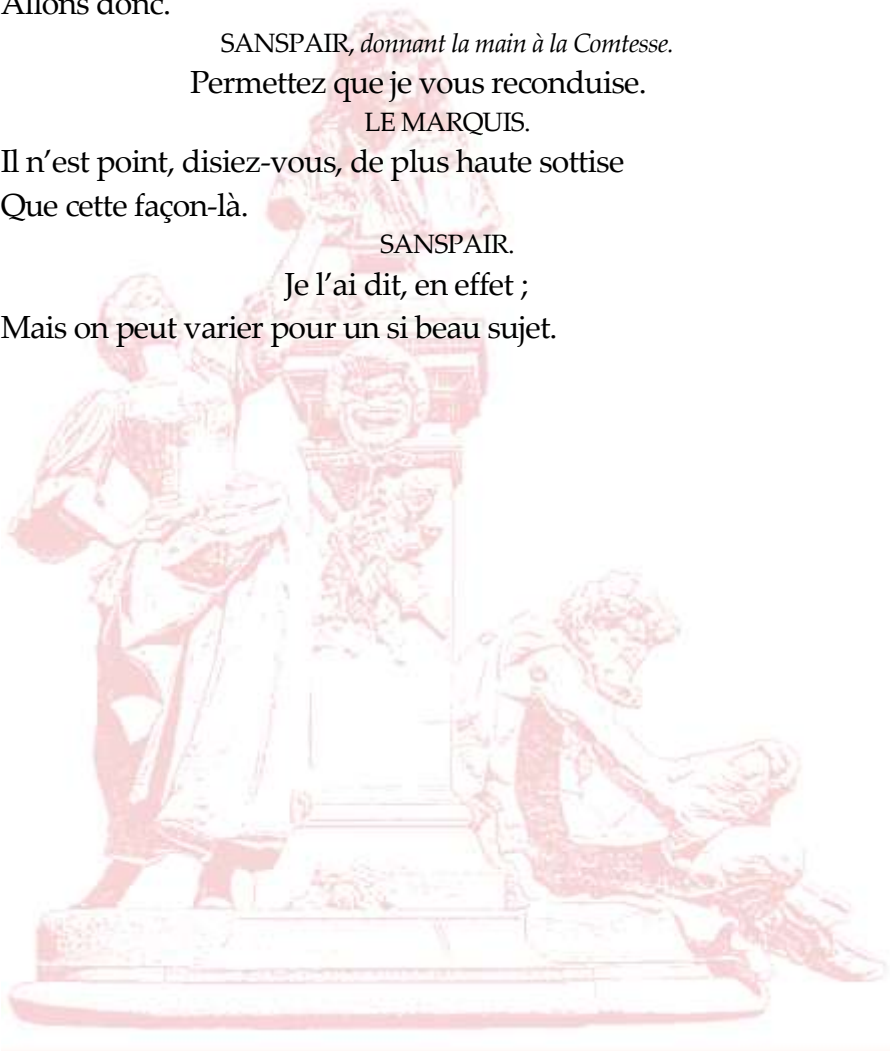 Allons donc.
SANSPAIR, donnant la main à la Comtesse.
Permettez que je vous reconduise.
LE MARQUIS.
Il n’est point, disiez-vous, de plus haute sottise
Que cette façon-là.
SANSPAIR.
Je l’ai dit, en effet ;
Mais on peut varier pour un si beau sujet.